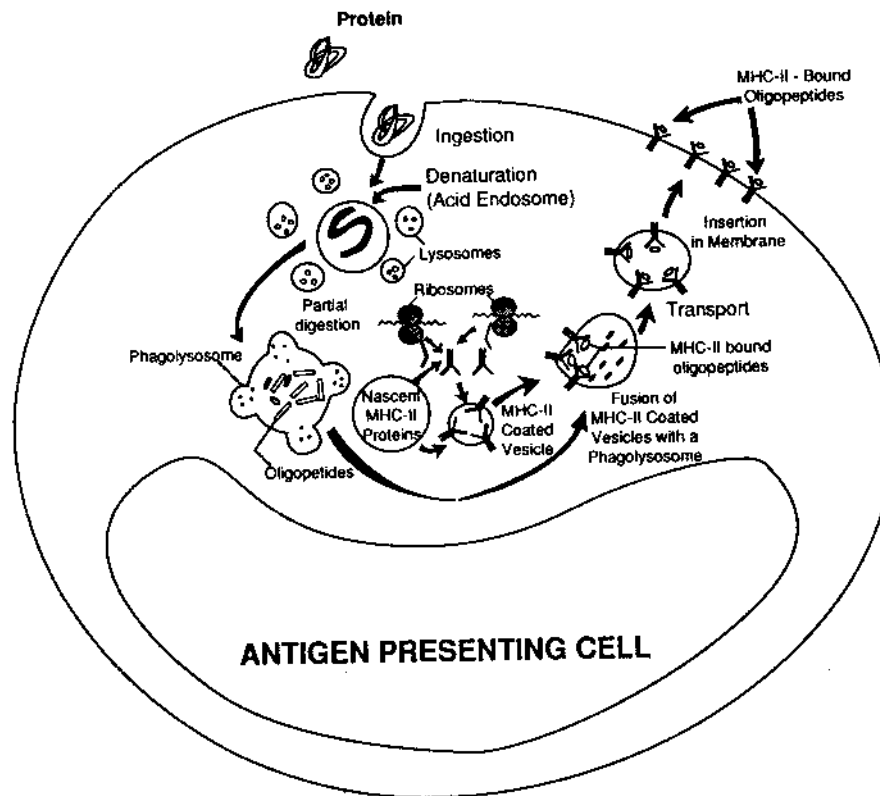 Protein
MHC-II - Bound
Oligopeptides
Ingestion
Denaturation
(Acid Endosome)
Lysosomes
Insertion
in Membrane
Partial
digestion
Ribosomes
Transport
Phagolysosome
MHC-II bound
oligopeptides
Nascent
MHC-II
Proteins
MHC-II
Coated
Vesicle
Fusion of
MHC-II Coated
Vesicles with a
Phagolysosome
Oligopetides
ANTIGEN PRESENTING CELL